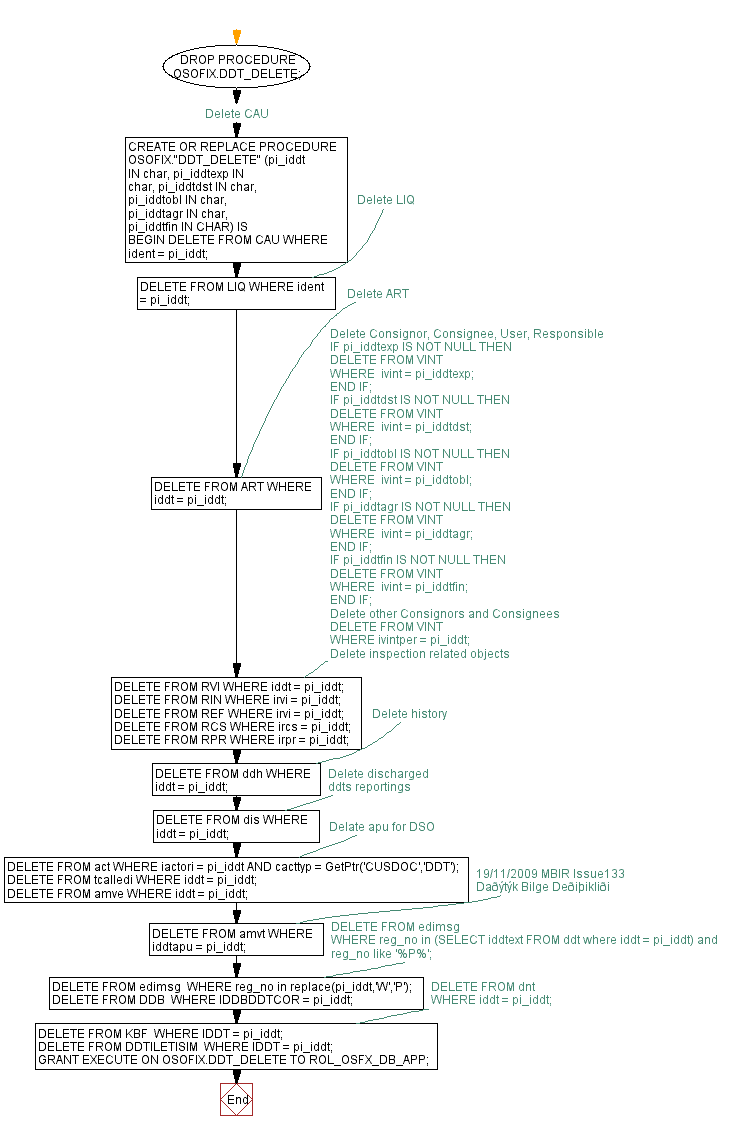 DROP PROCEDURE
OSOFIX.DDT_DELETE;
Delete CAU
CREATE OR REPLACE PROCEDURE
OSOFIX."DDT_DELETE" (pi_iddt
IN char, pi_iddtexp IN
char, pi_iddtdst IN char,
pi_iddtobl IN char,
pi_iddtagr IN char,
pi_iddtfin IN CHAR) IS
BEGIN DELETE FROM CAU WHERE
ident = pi_iddt;
Delete LIQ
DELETE FROM LIQ WHERE ident
= pi_iddt;
Delete ART
Delete Consignor, Consignee, User, Responsible
IF pi_iddtexp IS NOT NULL THEN
DELETE FROM VINT
WHERE  ivint = pi_iddtexp;
END IF;
IF pi_iddtdst IS NOT NULL THEN
DELETE FROM VINT
WHERE  ivint = pi_iddtdst;
END IF;
IF pi_iddtobl IS NOT NULL THEN
DELETE FROM VINT
WHERE  ivint = pi_iddtobl;
END IF;
IF pi_iddtagr IS NOT NULL THEN
DELETE FROM VINT
WHERE  ivint = pi_iddtagr;
END IF;
IF pi_iddtfin IS NOT NULL THEN
DELETE FROM VINT
WHERE  ivint = pi_iddtfin;
END IF;
Delete other Consignors and Consignees
DELETE FROM VINT
WHERE ivintper = pi_iddt;
Delete inspection related objects
DELETE FROM ART WHERE
iddt = pi_iddt;
DELETE FROM RVI WHERE iddt = pi_iddt;
DELETE FROM RIN WHERE irvi = pi_iddt;
DELETE FROM REF WHERE irvi = pi_iddt;
DELETE FROM RCS WHERE ircs = pi_iddt;
DELETE FROM RPR WHERE irpr = pi_iddt;
Delete history
DELETE FROM ddh WHERE
iddt = pi_iddt;
Delete discharged
ddts reportings
DELETE FROM dis WHERE
iddt = pi_iddt;
Delate apu for DSO
DELETE FROM act WHERE iactori = pi_iddt AND cacttyp = GetPtr('CUSDOC','DDT');
DELETE FROM tcalledi WHERE iddt = pi_iddt;
DELETE FROM amve WHERE iddt = pi_iddt;
19/11/2009 MBIR Issue133
Daðýtýk Bilge Deðiþikliði
DELETE FROM amvt WHERE
iddtapu = pi_iddt;
DELETE FROM edimsg
WHERE reg_no in (SELECT iddtext FROM ddt where iddt = pi_iddt) and
reg_no like '%P%';
DELETE FROM edimsg  WHERE reg_no in replace(pi_iddt,'W','P');
DELETE FROM DDB  WHERE IDDBDDTCOR = pi_iddt;
DELETE FROM dnt
WHERE iddt = pi_iddt;
DELETE FROM KBF  WHERE IDDT = pi_iddt;
DELETE FROM DDTILETISIM  WHERE IDDT = pi_iddt;
GRANT EXECUTE ON OSOFIX.DDT_DELETE TO ROL_OSFX_DB_APP;
End